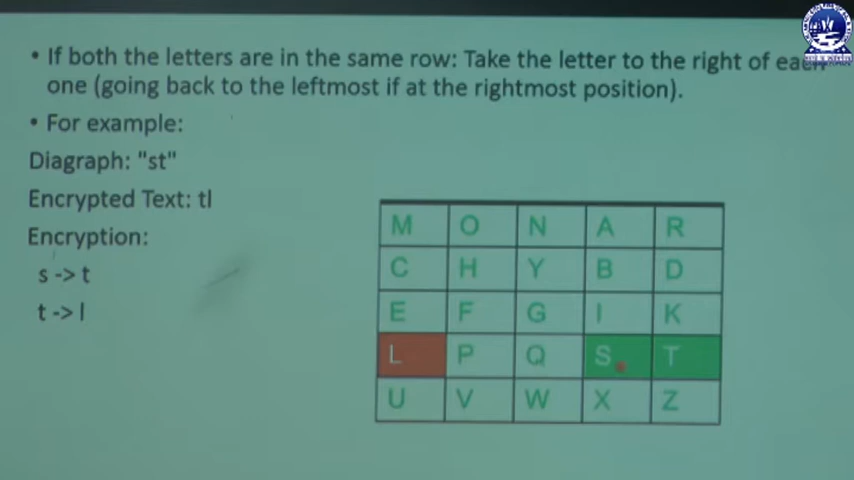 • If both the letters are in the same row: Take the letter to the right of each
one (going back to the leftmost if at the rightmost position).
• For example:
Diagraph: "st"
Encrypted Text: tl
Encryption:
s -> t
t -> l
M O N A R
C H Y B D
E F G I K
L P Q S T
U V W X Z